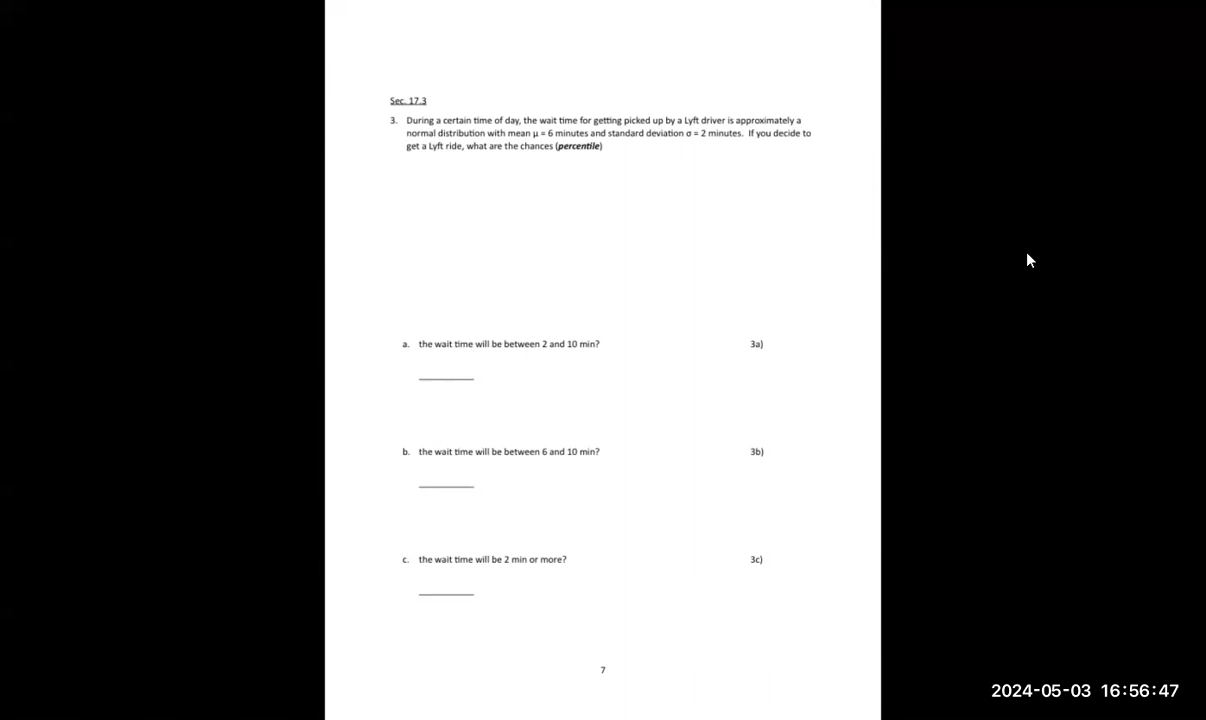 Sec. 17.3
3. During a certain time of day, the wait time for getting picked up by a Lyft driver is approximately a
normal distribution with mean μ = 6 minutes and standard deviation σ = 2 minutes. If you decide to
get a Lyft ride, what are the chances (percentile)
a. the wait time will be between 2 and 10 min? 3a)
b. the wait time will be between 6 and 10 min? 3b)
c. the wait time will be 2 min or more? 3c)
7
2024-05-03 16:56:47